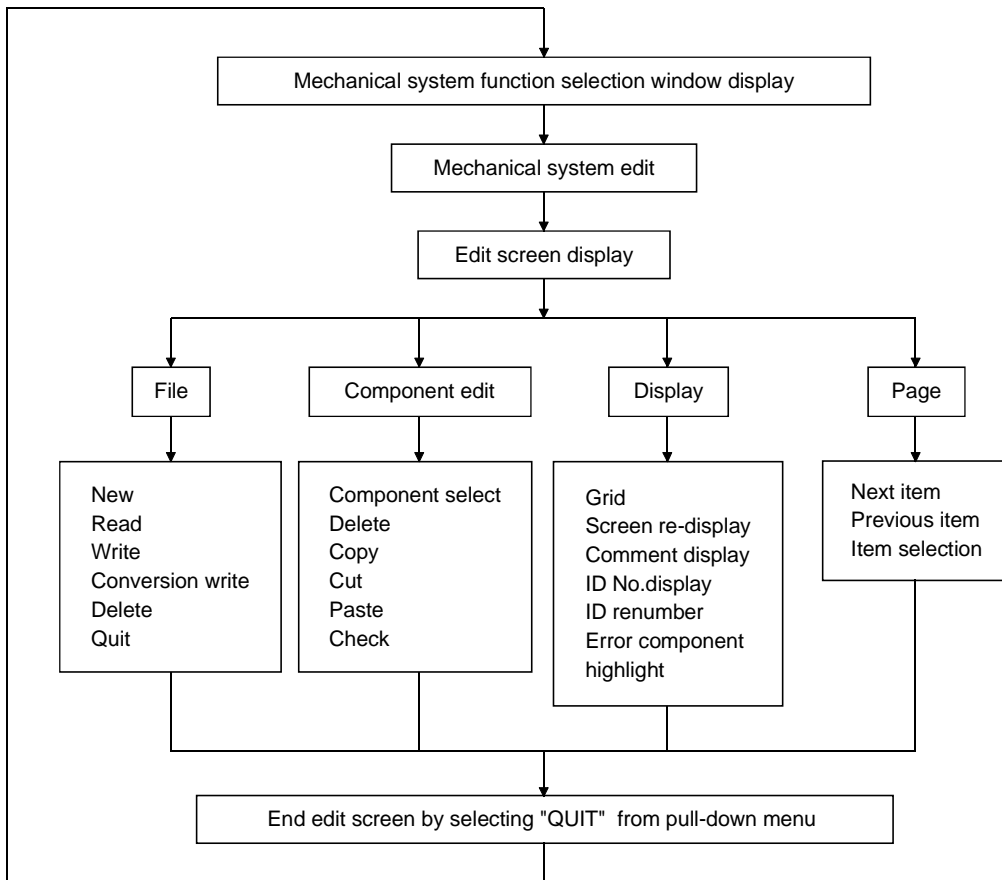 Mechanical system function selection window display
Mechanical system edit
Edit screen display
File
Component edit
Display
Page
New
Read
Write
Conversion write
Delete
Quit
Component select
Delete
Copy
Cut
Paste
Check
Grid
Screen re-display
Comment display
ID No.display
ID renumber
Error component
highlight
Next item
Previous item
Item selection
End edit screen by selecting "QUIT"  from pull-down menu